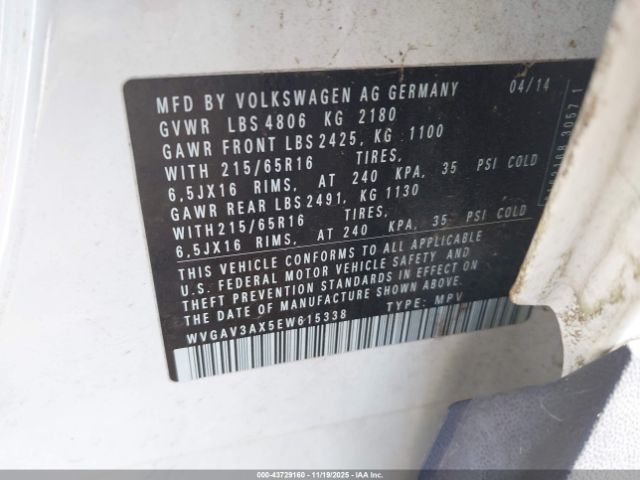 MFD BY VOLKSWAGEN AG GERMANY 04/14
GVWR LBS 4806 KG 2180
GAWR FRONT LBS 2425, KG 1100
WITH 215/65R16 TIRES,
6,5JX16 RIMS, AT 240 KPA, 35 PSI COLD
GAWR REAR LBS 2491, KG 1130
WITH 215/65R16 TIRES,
6,5JX16 RIMS, AT 240 KPA, 35 PSI COLD
THIS VEHICLE CONFORMS TO ALL APPLICABLE
U.S. FEDERAL MOTOR VEHICLE SAFETY AND
THEFT PREVENTION STANDARDS IN EFFECT ON
THE DATE OF MANUFACTURE SHOWN ABOVE.
WVGAV3AX5EW615338 TYPE: MPV
000-43729160 - 11/19/2025 - IAAI.COM